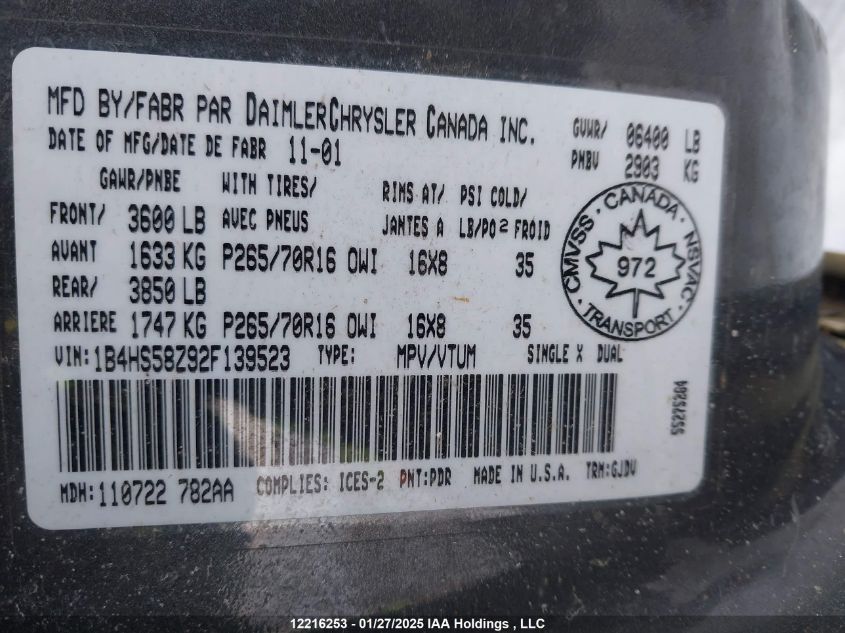 MFD BY/FABR PAR DAIMLERCHRYSLER CANADA INC.
DATE OF MFG/DATE DE FABR 11-01
GVWR/ 06400 LB
PNBV 2903 KG
GAWR/PNBE WITH TIRES/ RIMS AT/ PSI COLD/
FRONT/ 3600 LB AVEC PNEUS JANTES A LB/PO2 FROID
AVANT 1633 KG P265/70R16 OWI 16X8 35
REAR/ 3850 LB
ARRIERE 1747 KG P265/70R16 OWI 16X8 35
CMVSS · CANADA · NSVAC · TRANSPORT ·
972
VIN: 1B4HS58Z92F139523 TYPE: MPV/VTUM SINGLE X DUAL
55275204
MDH: 110722 782AA COMPLIES: ICES-2 PNT:PDR MADE IN U.S.A. TRM:GJDV
12216253 - 01/27/2025 IAA Holdings , LLC